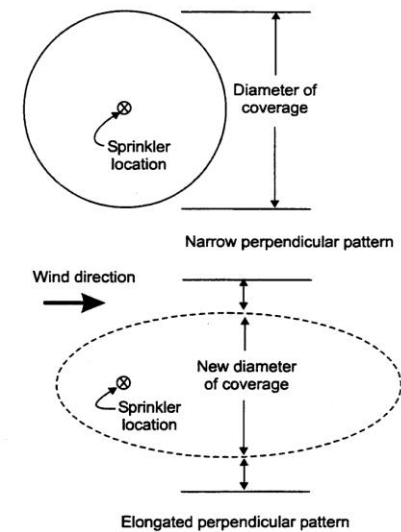 Diameter of
coverage
Sprinkler
location
Narrow perpendicular pattern
Wind direction
New diameter
of coverage
Sprinkler
location
Elongated perpendicular pattern